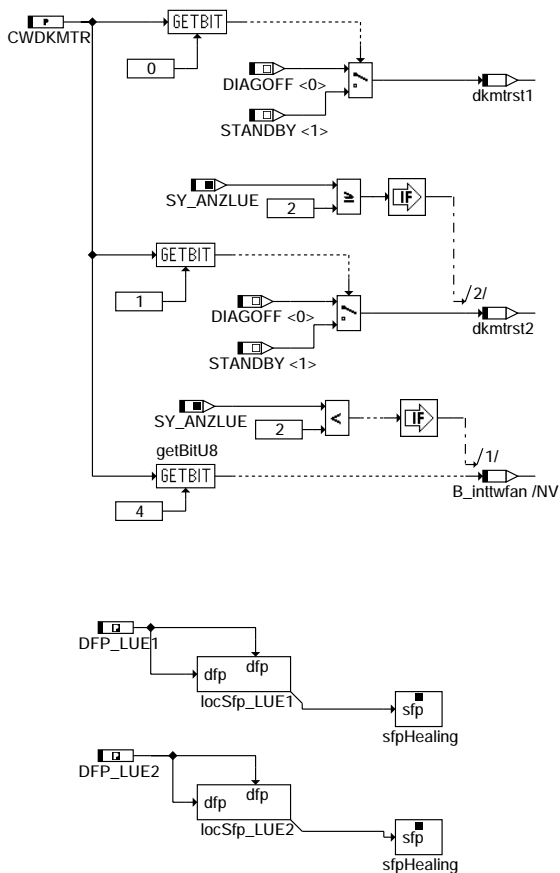 P
GETBIT
CWDKMTR
0
DIAGOFF <0>
dkmtrst1
STANDBY <1>
SY_ANZLUE
2
≥
IF
GETBIT
1
/2/
DIAGOFF <0>
dkmtrst2
STANDBY <1>
SY_ANZLUE
2
<
IF
getBitU8
/1/
GETBIT
B_inttwfan /NV
4
DFP_LUE1
dfp
dfp
locSfp_LUE1
sfp
sfpHealing
DFP_LUE2
dfp
dfp
locSfp_LUE2
sfp
sfpHealing